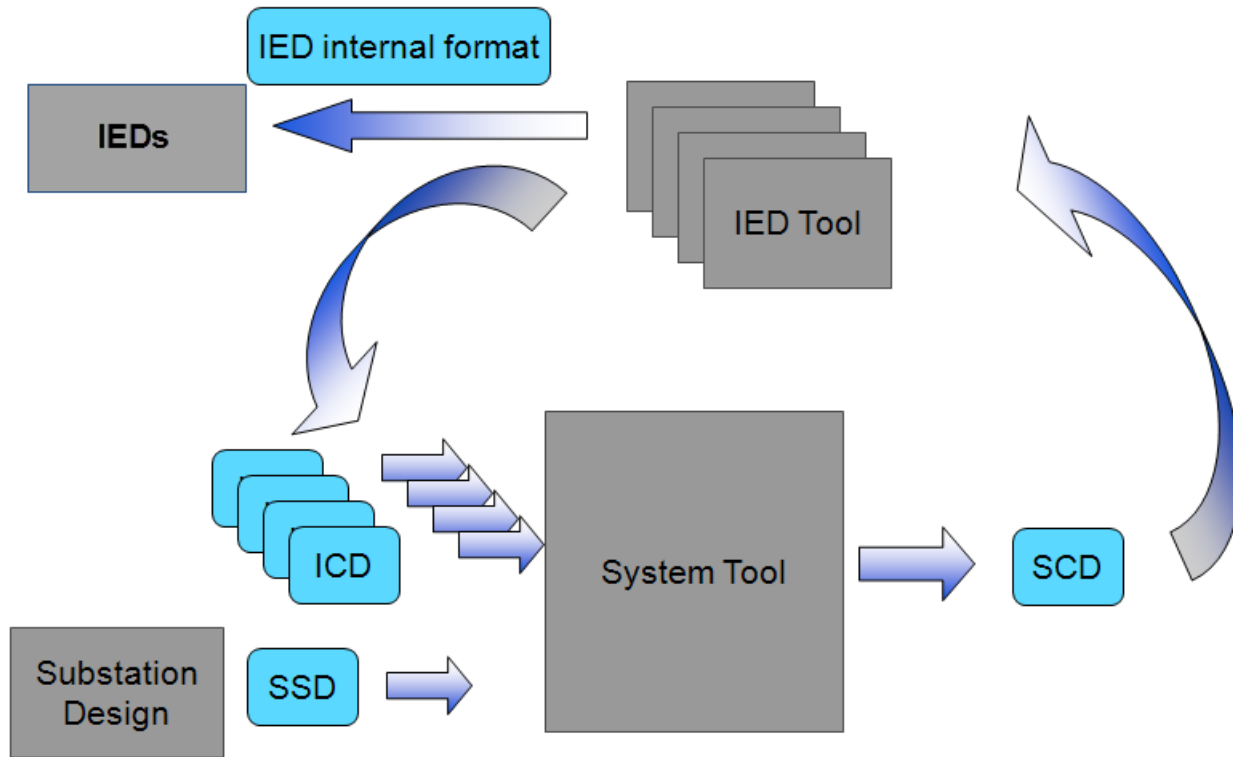 IED internal format
IEDs
IED Tool
ICD
System Tool
SCD
Substation
Design
SSD